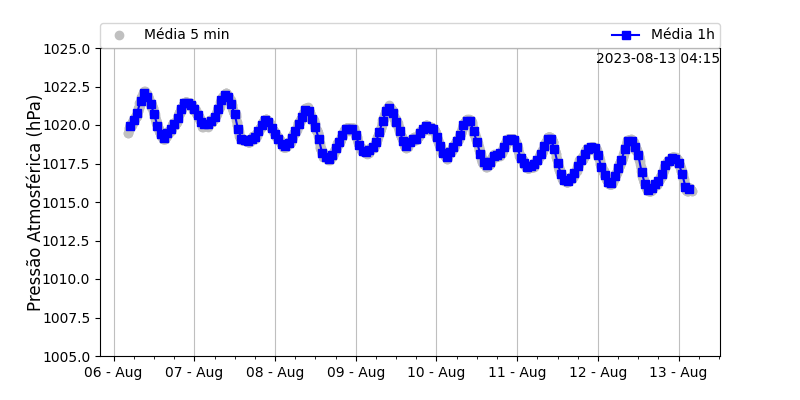 Média 5 min
Média 1h
2023-08-13 04:15
Pressão Atmosférica (hPa)
1025.0
1022.5
1020.0
1017.5
1015.0
1012.5
1010.0
1007.5
1005.0
06 - Aug
07 - Aug
08 - Aug
09 - Aug
10 - Aug
11 - Aug
12 - Aug
13 - Aug